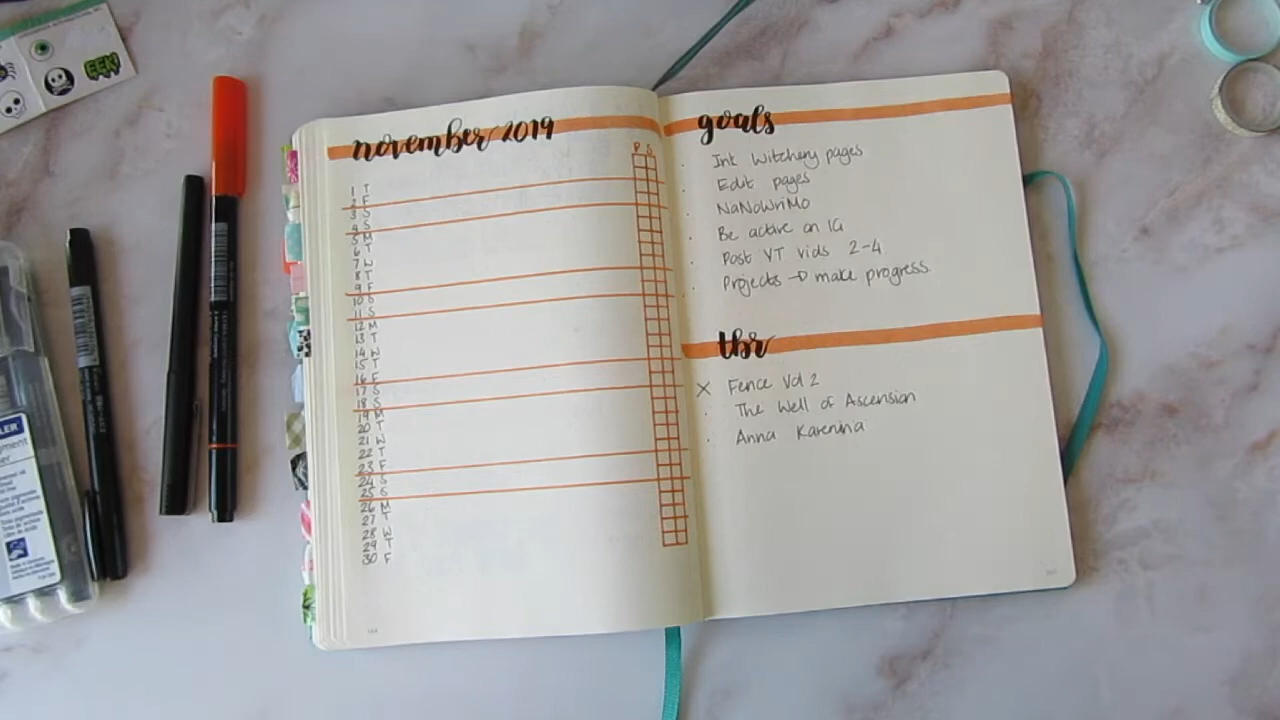 EEK!
november 2019
P S
1 T
2 F
3 S
4 S
5 M
6 T
7 W
8 T
9 F
10 S
11 S
12 M
13 T
14 W
15 T
16 F
17 S
18 S
19 M
20 T
21 W
22 T
23 F
24 S
25 S
26 M
27 T
28 W
29 T
30 F
goals
Ink Witchery pages
Edit pages
NaNoWriMo
Be active on IG
Post YT vids 2-4
Projects → make progress.
tbr
X Fence Vol 2
The Well of Ascension
Anna Karenina